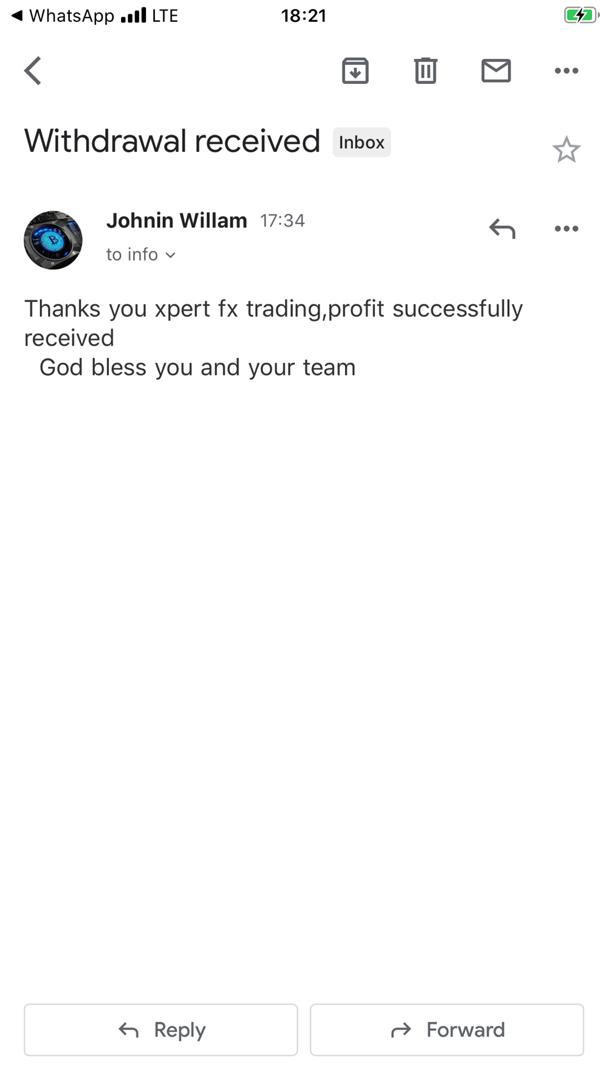 ◀ WhatsApp LTE 18:21
Withdrawal received Inbox
Johnin Willam 17:34
to info
Thanks you xpert fx trading,profit successfully
received
God bless you and your team
Reply Forward